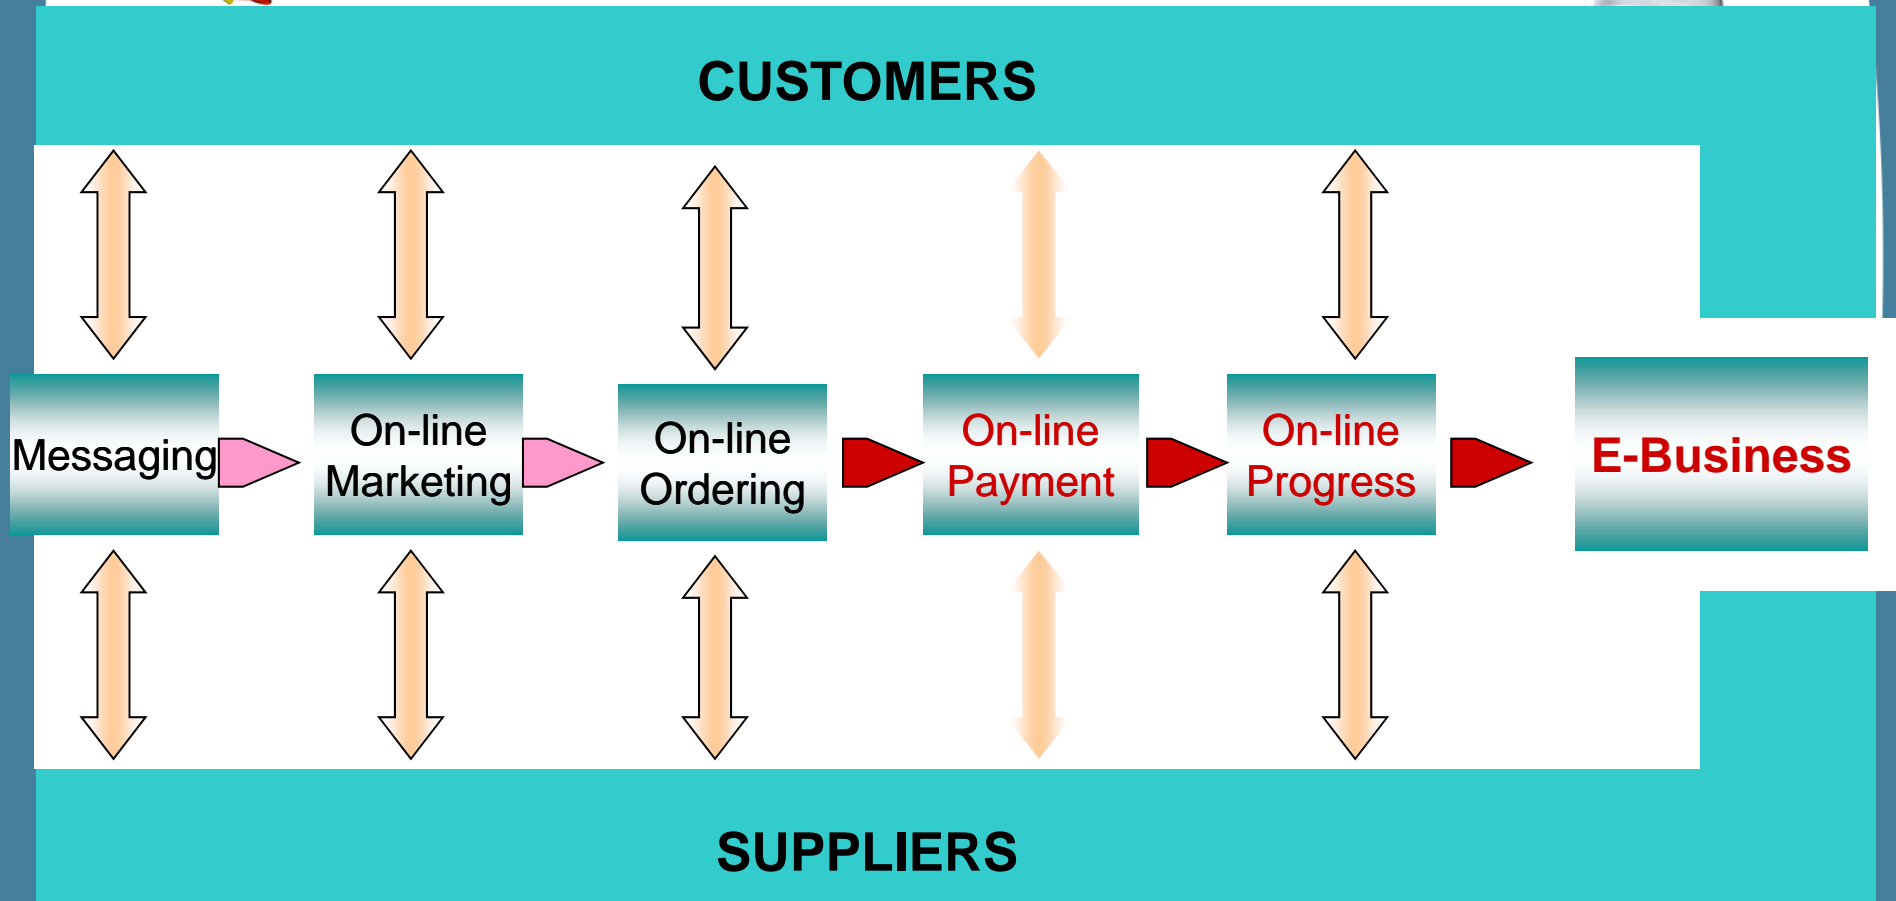 CUSTOMERS
Messaging
On-line
Marketing
On-line
Ordering
On-line
Payment
On-line
Progress
E-Business
SUPPLIERS